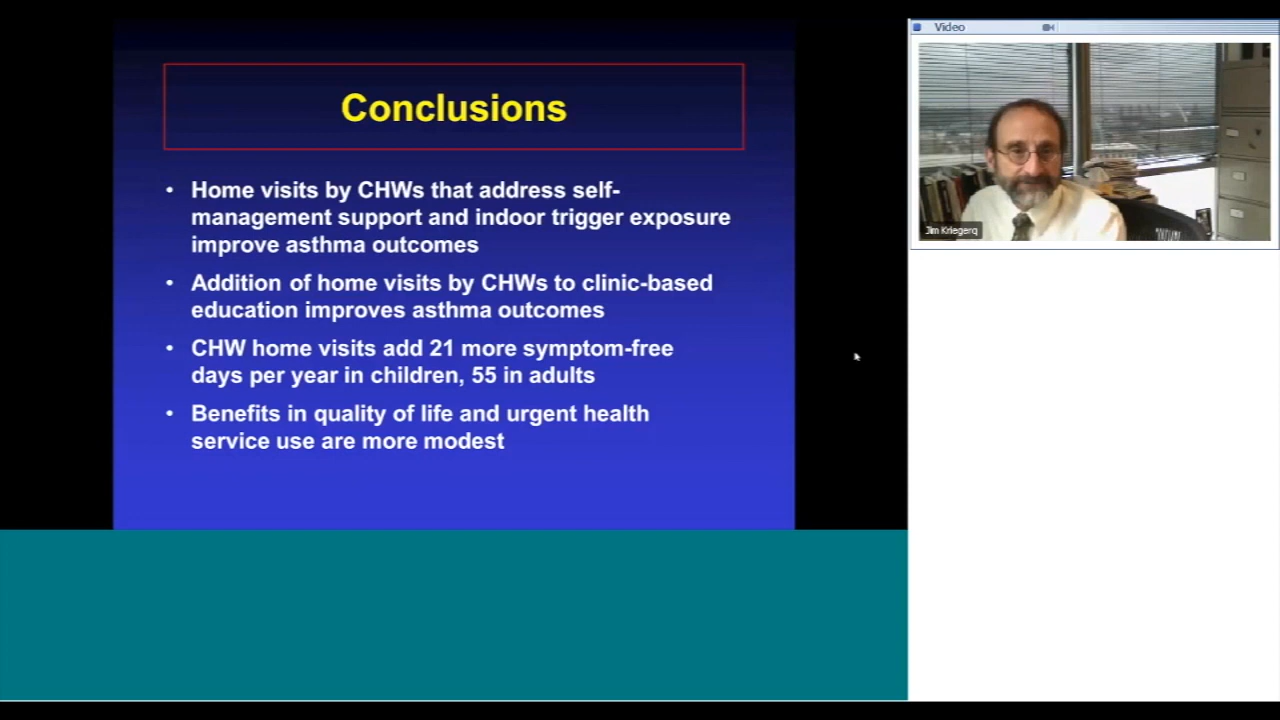 Conclusions
• Home visits by CHWs that address self-
management support and indoor trigger exposure
improve asthma outcomes
• Addition of home visits by CHWs to clinic-based
education improves asthma outcomes
• CHW home visits add 21 more symptom-free
days per year in children, 55 in adults
• Benefits in quality of life and urgent health
service use are more modest
Video
Jim Kriegerq